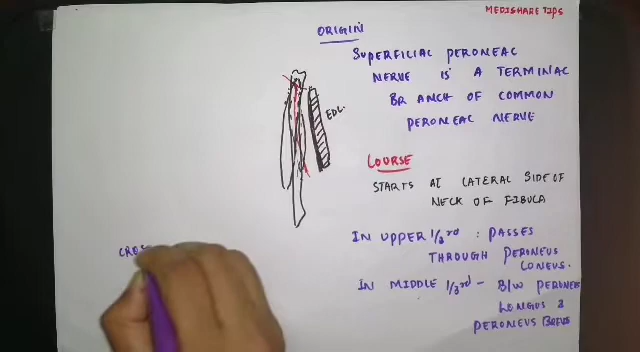 MEDISHARE TIPS
ORIGIN
SUPERFICIAL PERONEAL
NERVE IS A TERMINAL
BRANCH OF COMMON
PERONEAL NERVE
EDL.
COURSE
STARTS AT LATERAL SIDE OF
NECK OF FIBULA
IN UPPER 1/3rd : PASSES
THROUGH PERONEUS
LONGUS.
IN MIDDLE 1/3rd - B/W PERONEUS
LONGUS &
PERONEUS BREVIS
CROS